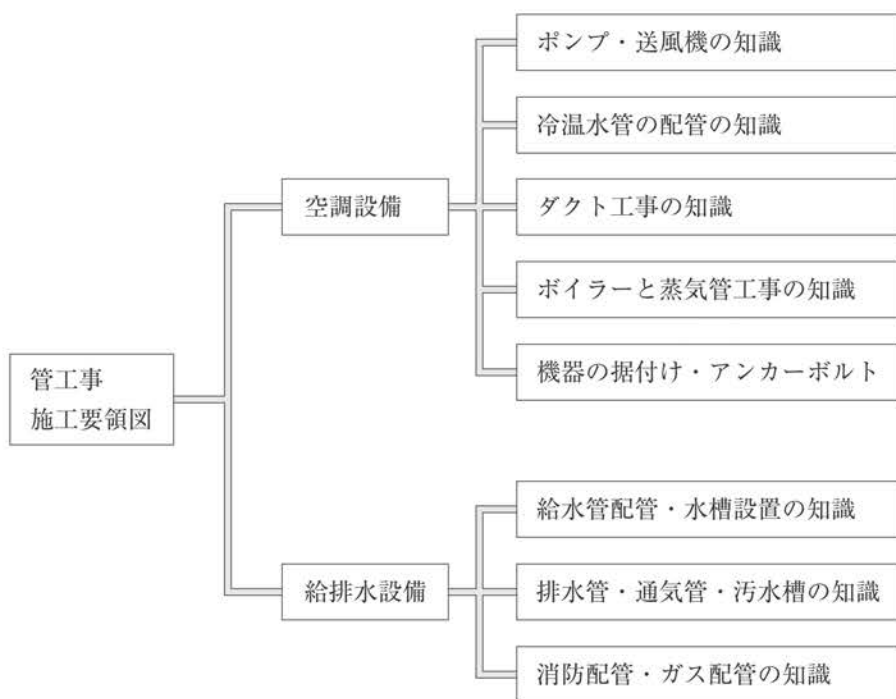 管工事
施工要領図
空調設備
ポンプ・送風機の知識
冷温水管の配管の知識
ダクト工事の知識
ボイラーと蒸気管工事の知識
機器の据付け・アンカーボルト
給排水設備
給水管配管・水槽設置の知識
排水管・通気管・汚水槽の知識
消防配管・ガス配管の知識